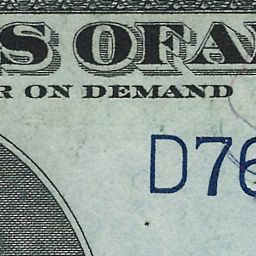 S OF A
R ON DEMAND
D76